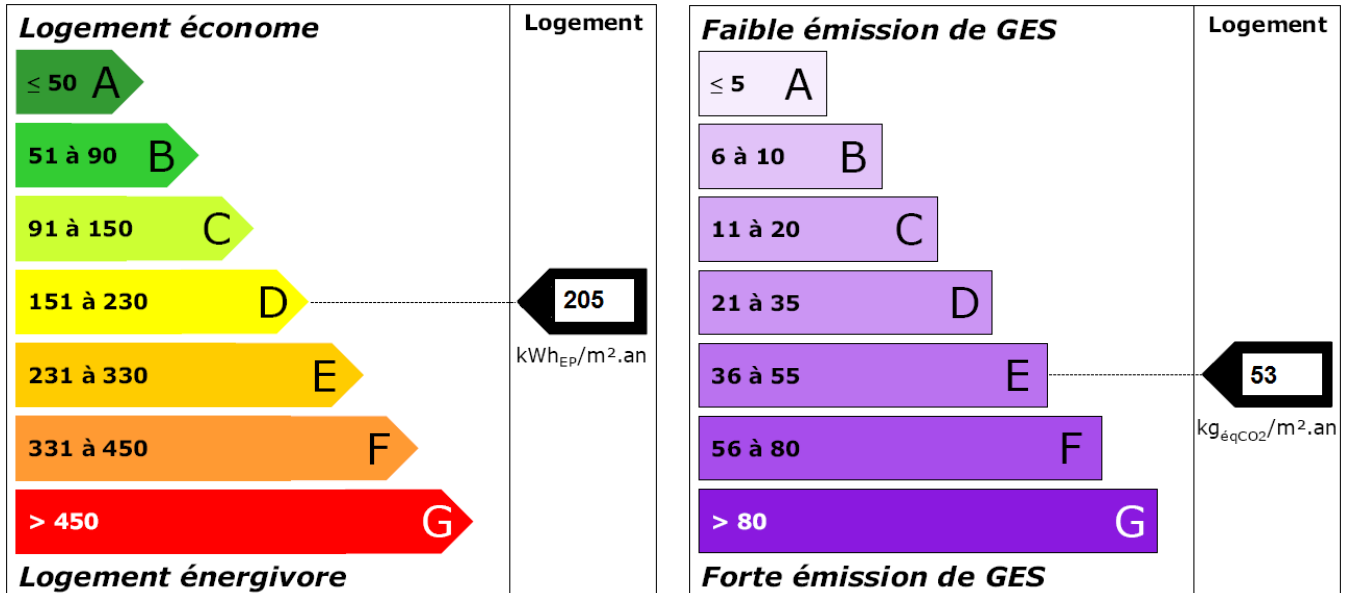 Logement économe
Logement
≤ 50 A
51 à 90 B
91 à 150 C
151 à 230 D
205
kWhEP/m².an
231 à 330 E
331 à 450 F
> 450 G
Logement énergivore
Faible émission de GES
Logement
≤ 5 A
6 à 10 B
11 à 20 C
21 à 35 D
36 à 55 E
53
kgéqCO2/m².an
56 à 80 F
> 80 G
Forte émission de GES